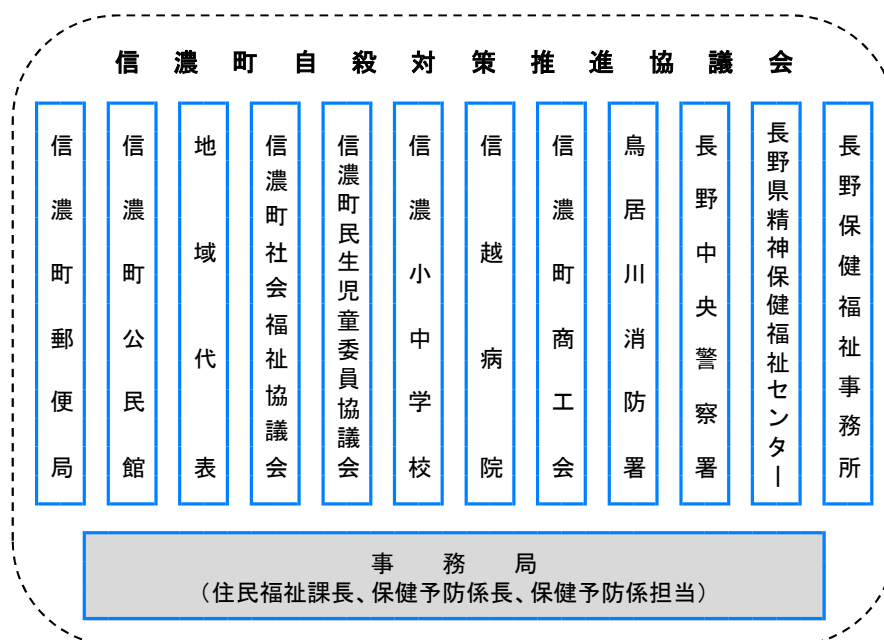 信濃町自殺対策推進協議会
長野保健福祉事務所
長野県精神保健福祉センター
長野中央警察署
鳥居川消防署
信濃町商工会
信越病院
信濃小中学校
信濃町民生児童委員協議会
信濃町社会福祉協議会
地域代表
信濃町公民館
信濃町郵便局
事務局
（住民福祉課長、保健予防係長、保健予防係担当）